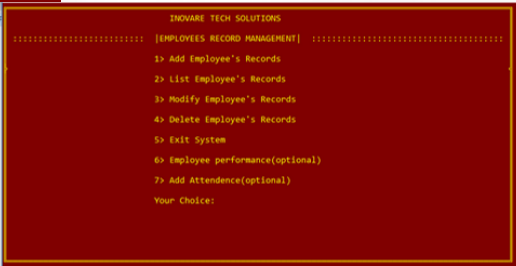 INOVARE TECH SOLUTIONS
:::::::::::::::::::::::::: |EMPLOYEES RECORD MANAGEMENT| ::::::::::::::::::::::::::::::::::::::
1> Add Employee's Records
2> List Employee's Records
3> Modify Employee's Records
4> Delete Employee's Records
5> Exit System
6> Employee performance(optional)
7> Add Attendence(optional)
Your Choice: